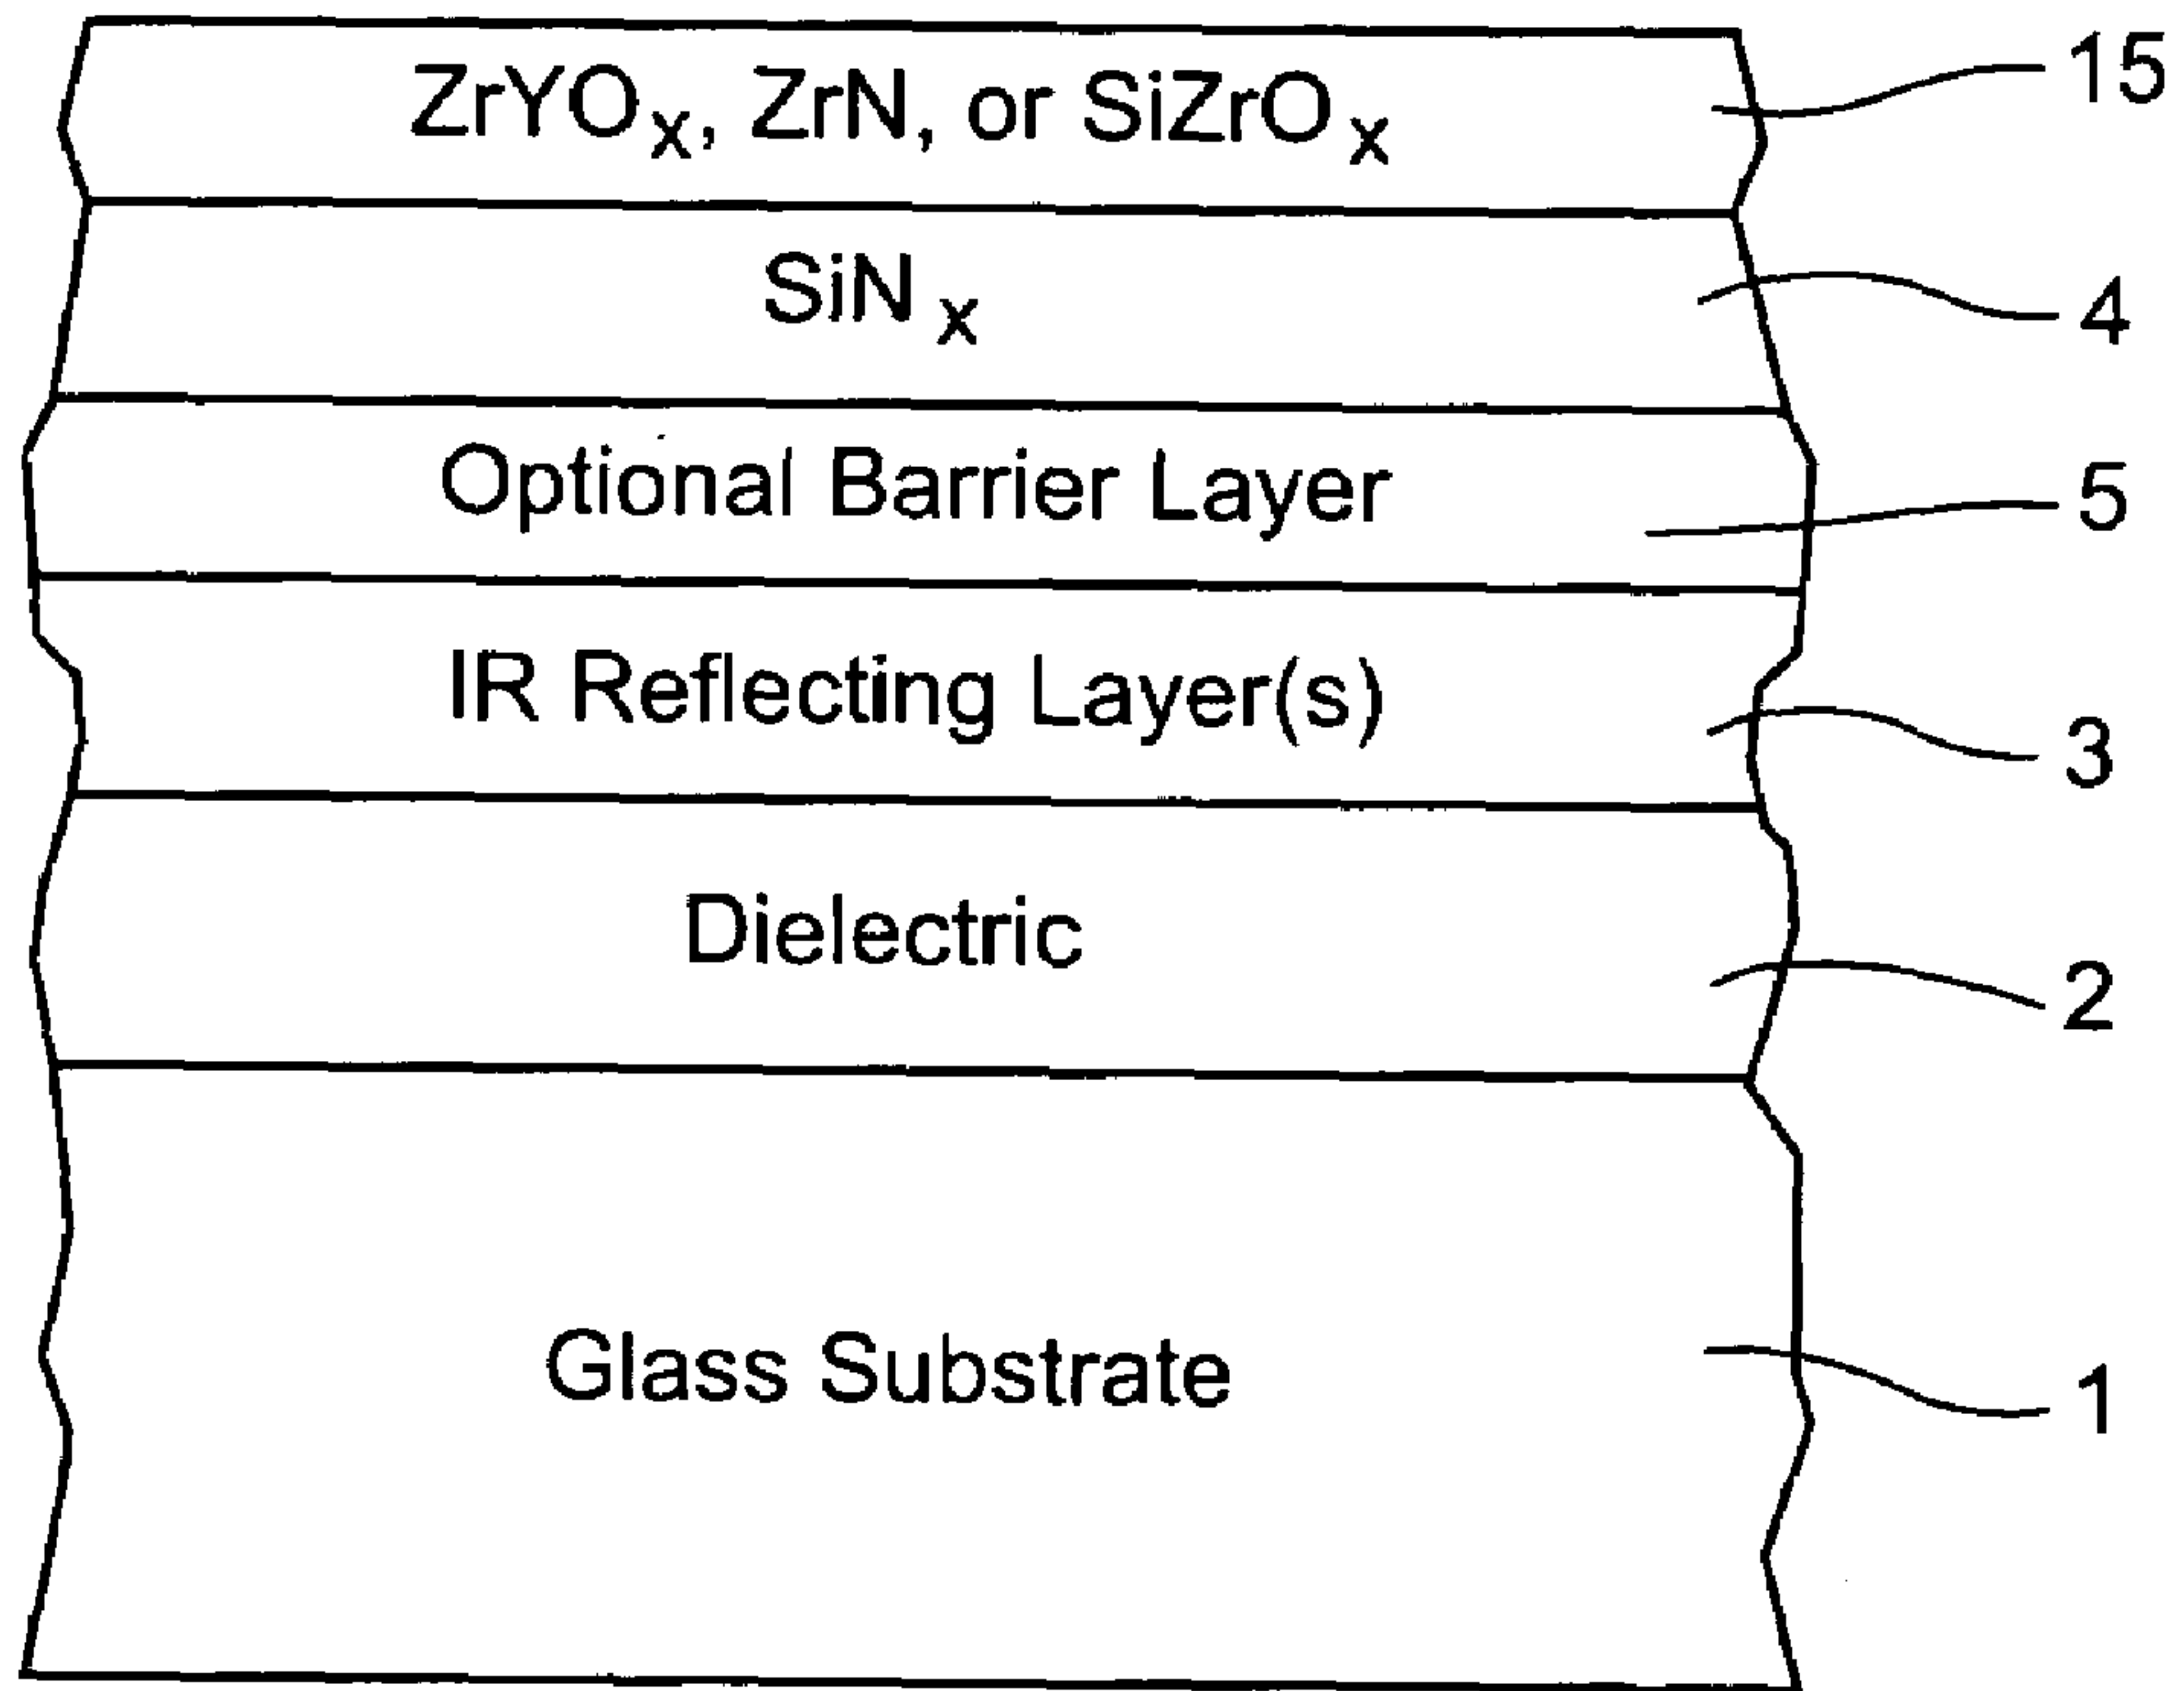 ZrYOx, ZrN, or SiZrOx
15
SiNx
4
Optional Barrier Layer
5
IR Reflecting Layer(s)
3
Dielectric
2
Glass Substrate
1